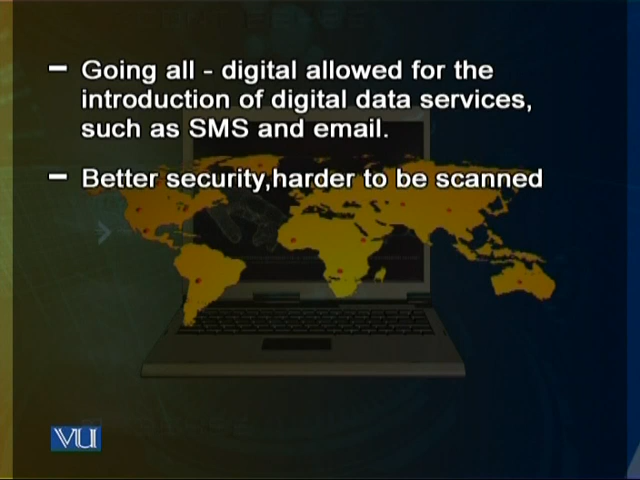 – Going all - digital allowed for the
introduction of digital data services,
such as SMS and email.
– Better security,harder to be scanned
VU